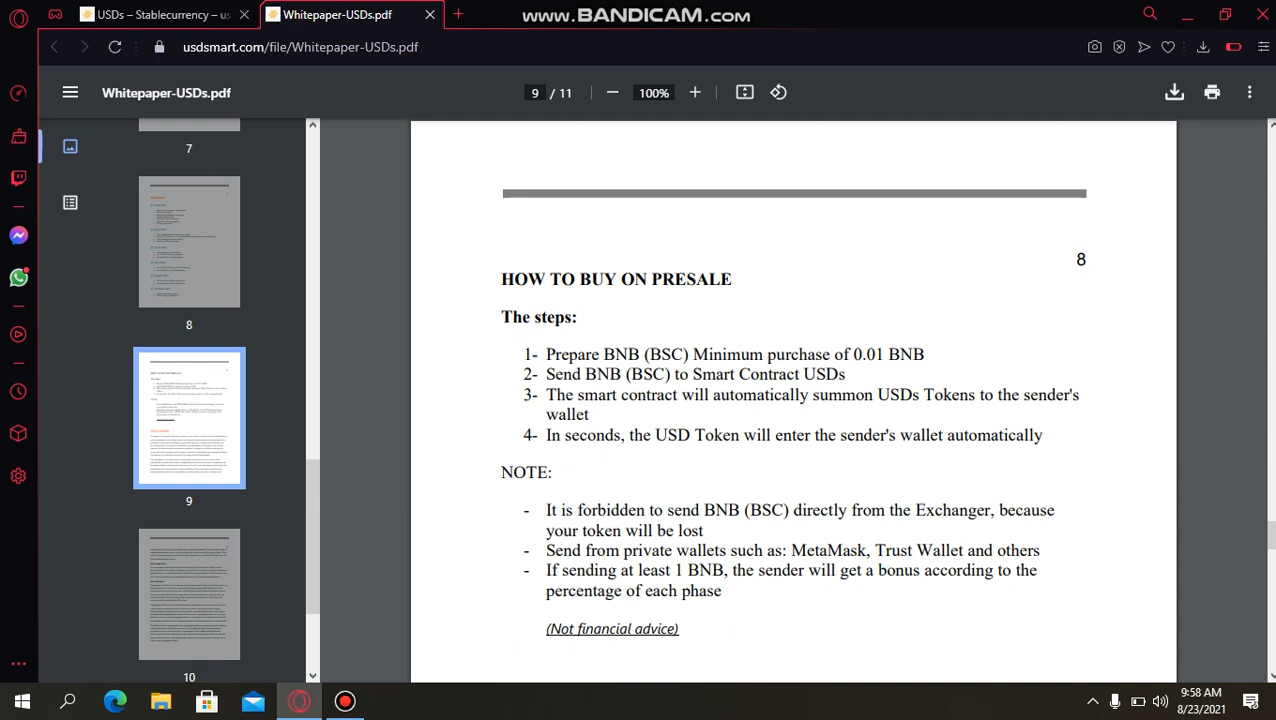 www.BANDICAM.com
USDs – Stablecurrency – us
Whitepaper-USDs.pdf
usdsmart.com/file/Whitepaper-USDs.pdf
Whitepaper-USDs.pdf
9 / 11
100%
7
8
9
10
8
HOW TO BUY ON PRESALE
The steps:
1- Prepare BNB (BSC) Minimum purchase of 0.01 BNB
2- Send BNB (BSC) to Smart Contract USDs
3- The smart contract will automatically summon USDs Tokens to the sender's
wallet
4- In seconds, the USD Token will enter the sender's wallet automatically
NOTE:
- It is forbidden to send BNB (BSC) directly from the Exchanger, because
your token will be lost
- Send from private wallets such as: MetaMask, Trust Wallet and others
- If sending at least 1 BNB, the sender will get a bonus according to the
percentage of each phase
(Not financial advice)
9:58 AM
8/23/2021